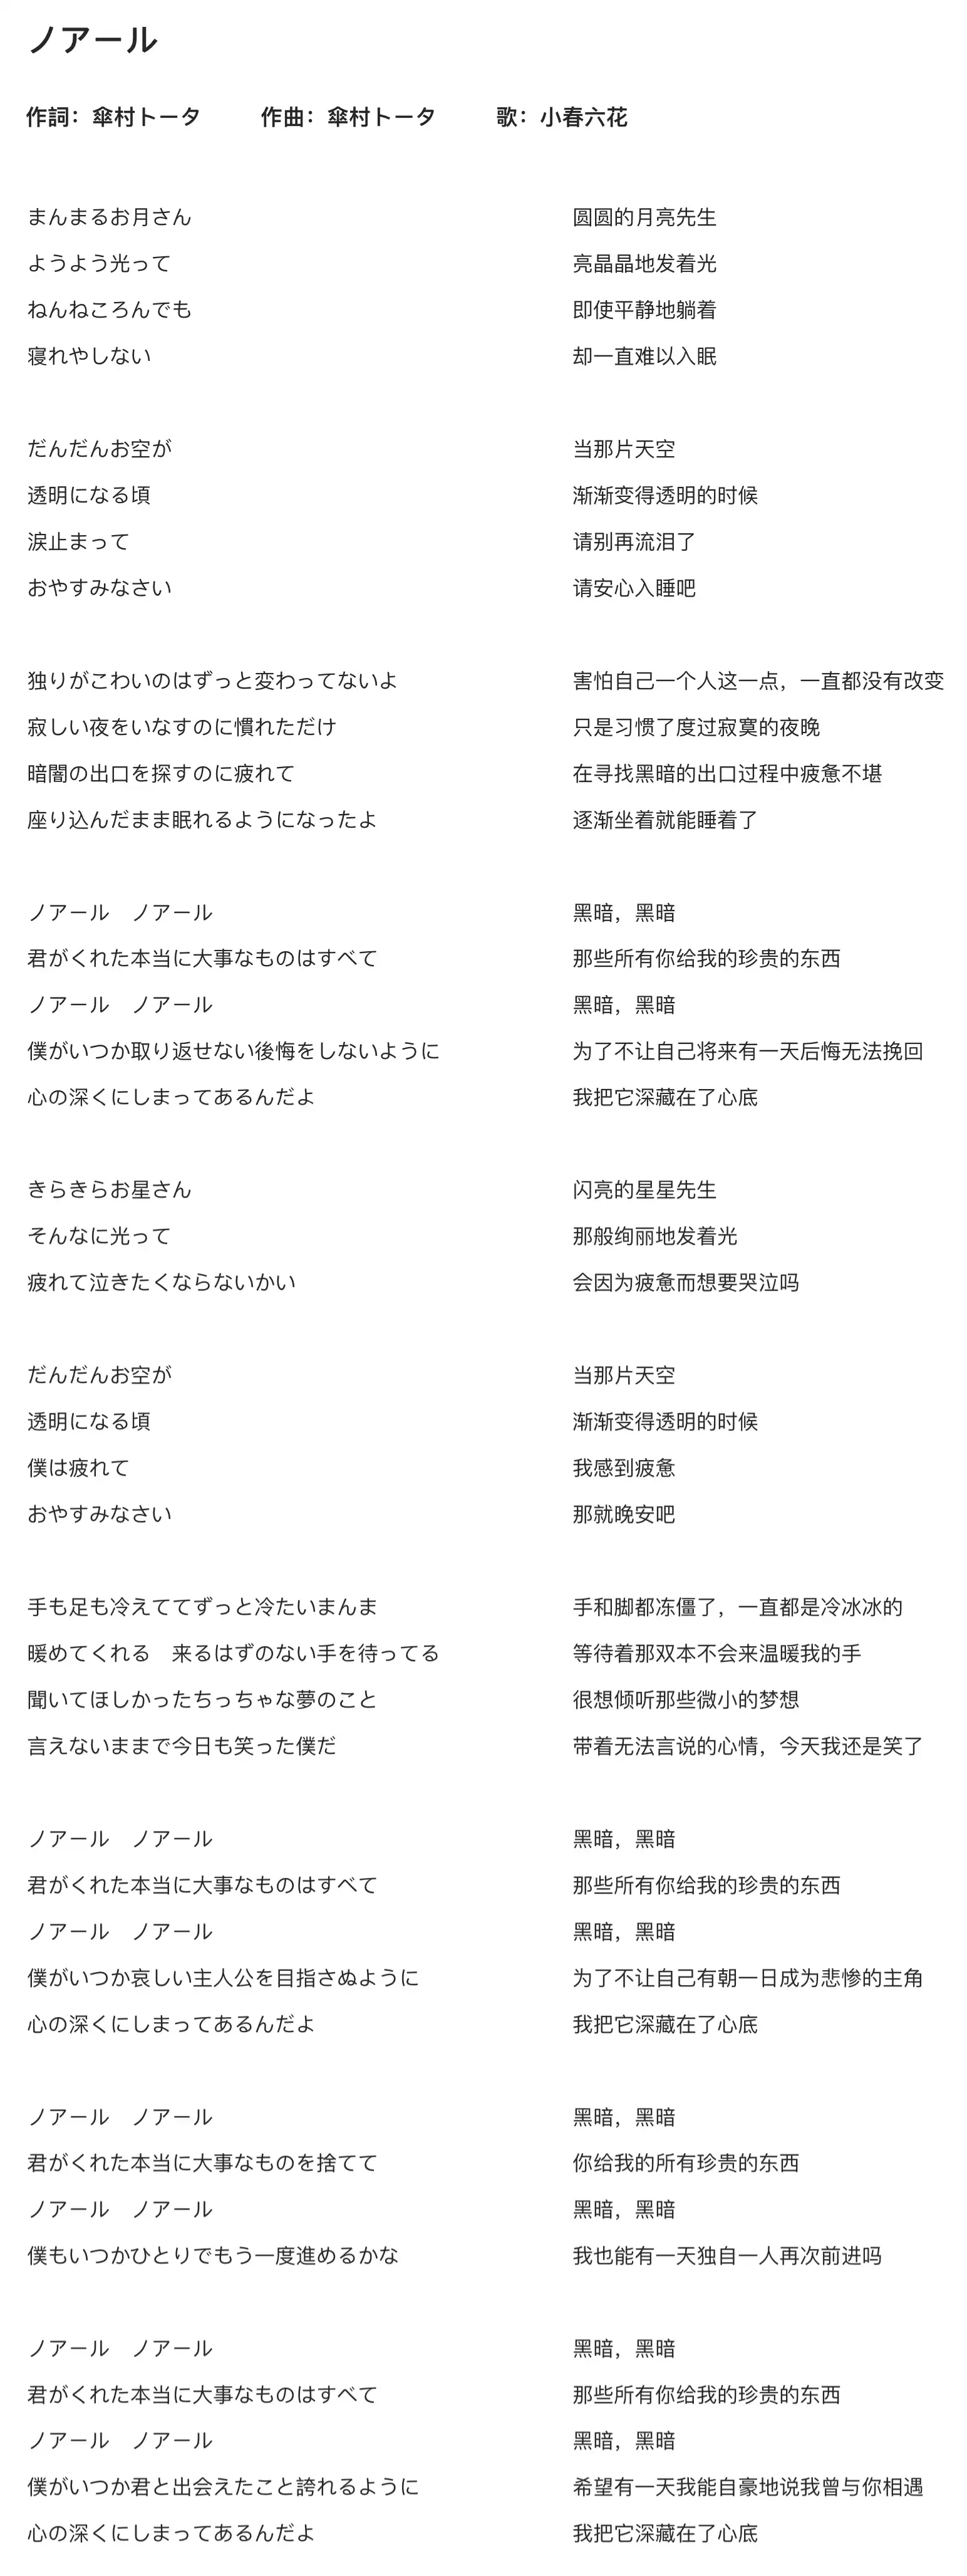 ノアール
作詞：傘村トータ　作曲：傘村トータ　歌：小春六花
まんまるお月さん　圆圆的月亮先生
ようよう光って　亮晶晶地发着光
ねんねころんでも　即使平静地躺着
寝れやしない　却一直难以入眠
だんだんお空が　当那片天空
透明になる頃　渐渐变得透明的时候
涙止まって　请别再流泪了
おやすみなさい　请安心入睡吧
独りがこわいのはずっと変わってないよ　害怕自己一个人这一点，一直都没有改变
寂しい夜をいなすのに慣れただけ　只是习惯了度过寂寞的夜晚
暗闇の出口を探すのに疲れて　在寻找黑暗的出口过程中疲惫不堪
座り込んだまま眠れるようになったよ　逐渐坐着就能睡着了
ノアール　ノアール　黑暗，黑暗
君がくれた本当に大事なものはすべて　那些所有你给我的珍贵的东西
ノアール　ノアール　黑暗，黑暗
僕がいつか取り返せない後悔をしないように　为了不让自己将来有一天后悔无法挽回
心の深くにしまってあるんだよ　我把它深藏在了心底
きらきらお星さん　闪亮的星星先生
そんなに光って　那般绚丽地发着光
疲れて泣きたくならないかい　会因为疲惫而想要哭泣吗
だんだんお空が　当那片天空
透明になる頃　渐渐变得透明的时候
僕は疲れて　我感到疲惫
おやすみなさい　那就晚安吧
手も足も冷えててずっと冷たいまんま　手和脚都冻僵了，一直都是冷冰冰的
暖めてくれる　来るはずのない手を待ってる　等待着那双本不会来温暖我的手
聞いてほしかったちっちゃな夢のこと　很想倾听那些微小的梦想
言えないままで今日も笑った僕だ　带着无法言说的心情，今天我还是笑了
ノアール　ノアール　黑暗，黑暗
君がくれた本当に大事なものはすべて　那些所有你给我的珍贵的东西
ノアール　ノアール　黑暗，黑暗
僕がいつか哀しい主人公を目指さぬように　为了不让自己有朝一日成为悲惨的主角
心の深くにしまってあるんだよ　我把它深藏在了心底
ノアール　ノアール　黑暗，黑暗
君がくれた本当に大事なものを捨てて　你给我的所有珍贵的东西
ノアール　ノアール　黑暗，黑暗
僕もいつかひとりでもう一度進めるかな　我也能有一天独自一人再次前进吗
ノアール　ノアール　黑暗，黑暗
君がくれた本当に大事なものはすべて　那些所有你给我的珍贵的东西
ノアール　ノアール　黑暗，黑暗
僕がいつか君と出会えたこと誇れるように　希望有一天我能自豪地说我曾与你相遇
心の深くにしまってあるんだよ　我把它深藏在了心底